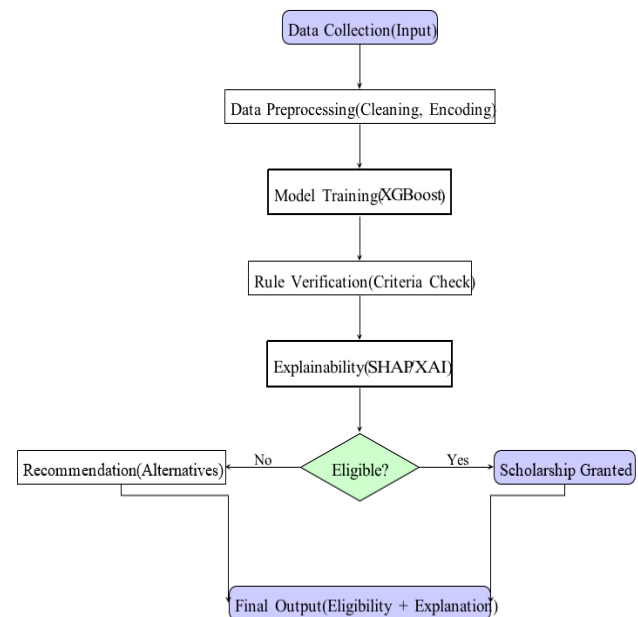 Data Collection(Input)
Data Preprocessing(Cleaning, Encoding)
Model Training(XGBoost)
Rule Verification(Criteria Check)
Explainability(SHAP/XAI)
Eligible?
No
Yes
Recommendation(Alternatives)
Scholarship Granted
Final Output(Eligibility + Explanation)